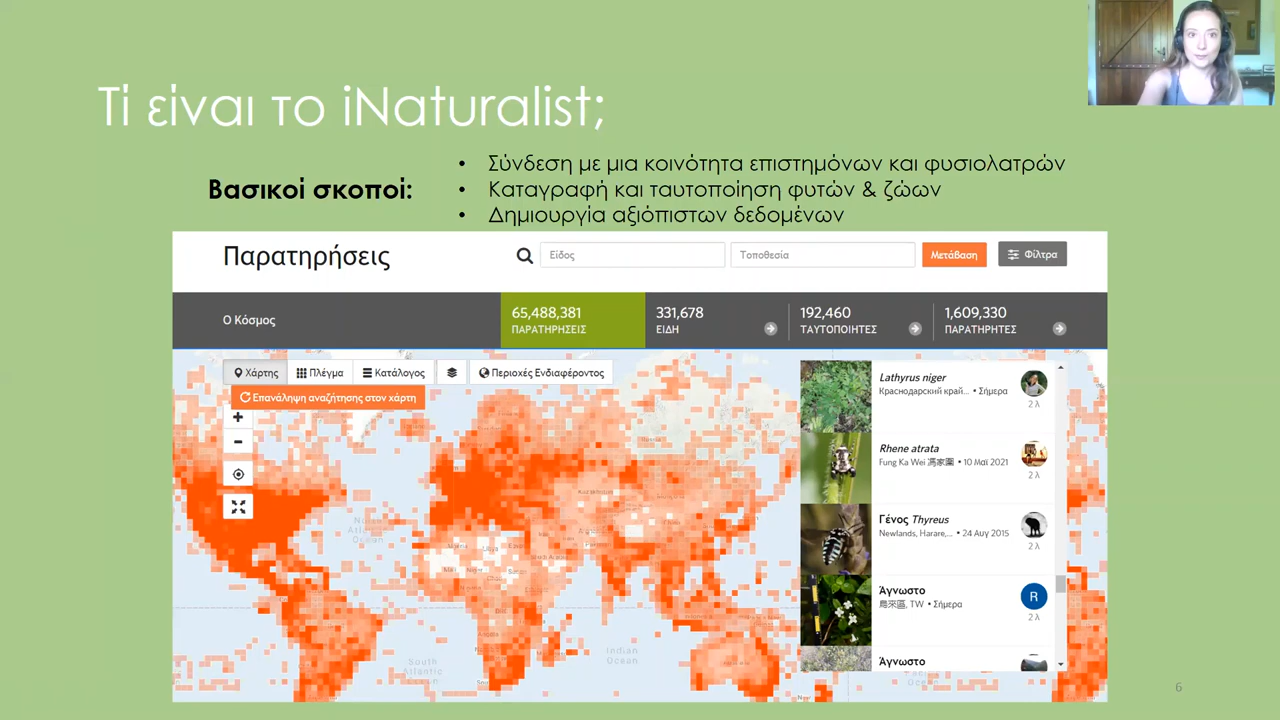 Τί είναι το iNaturalist;
Βασικοί σκοποί:
• Σύνδεση με μια κοινότητα επιστημόνων και φυσιολατρών
• Καταγραφή και ταυτοποίηση φυτών & ζώων
• Δημιουργία αξιόπιστων δεδομένων
Παρατηρήσεις
Είδος
Τοποθεσία
Μετάβαση
Φίλτρα
Ο Κόσμος
65,488,381
ΠΑΡΑΤΗΡΗΣΕΙΣ
331,678
ΕΙΔΗ
192,460
ΤΑΥΤΟΠΟΙΗΤΕΣ
1,609,330
ΠΑΡΑΤΗΡΗΤΕΣ
Χάρτης
Πλέγμα
Κατάλογος
Περιοχές Ενδιαφέροντος
Επανάληψη αναζήτησης στον χάρτη
Lathyrus niger
Краснодарский край... • Σήμερα
2 λ
Rhene atrata
Fung Ka Wei 馮家圍 • 10 Μαΐ 2021
2 λ
Γένος Thyreus
Newlands, Harare,... • 24 Αυγ 2015
2 λ
Άγνωστο
烏來區, TW • Σήμερα
R
2 λ
Άγνωστο
South
Atlantic
Ocean
Indian
Ocean
6